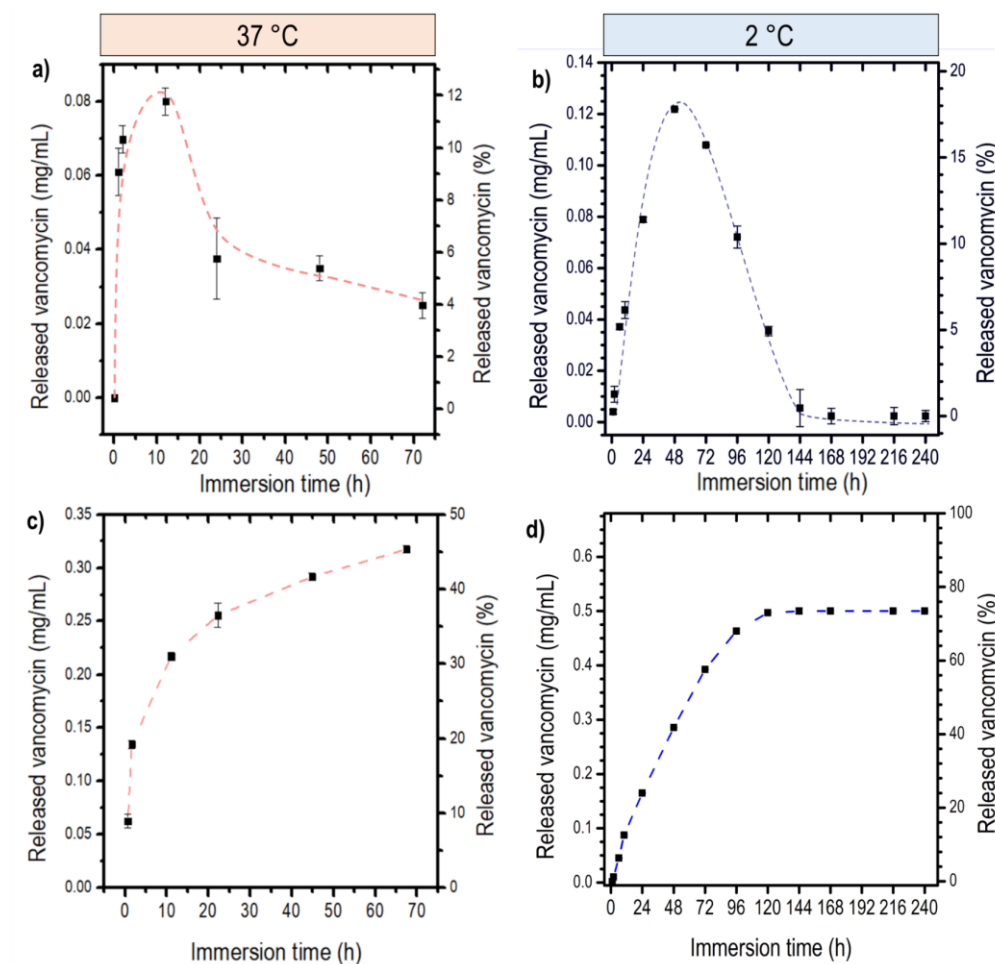 37 °C
2 °C
a)
Released vancomycin (mg/mL)
0.08
0.06
0.04
0.02
0.00
12
10
8
6
4
2
0
Released vancomycin (%)
0 10 20 30 40 50 60 70
Immersion time (h)
b)
Released vancomycin (mg/mL)
0.14
0.12
0.10
0.08
0.06
0.04
0.02
0.00
20
15
10
5
0
Released vancomycin (%)
0 24 48 72 96 120 144 168 192 216 240
Immersion time (h)
c)
Released vancomycin (mg/mL)
0.35
0.30
0.25
0.20
0.15
0.10
0.05
0.00
50
40
30
20
10
0
Released vancomycin (%)
0 10 20 30 40 50 60 70
Immersion time (h)
d)
Released vancomycin (mg/mL)
0.6
0.5
0.4
0.3
0.2
0.1
0.0
100
80
60
40
20
0
Released vancomycin (%)
0 24 48 72 96 120 144 168 192 216 240
Immersion time (h)